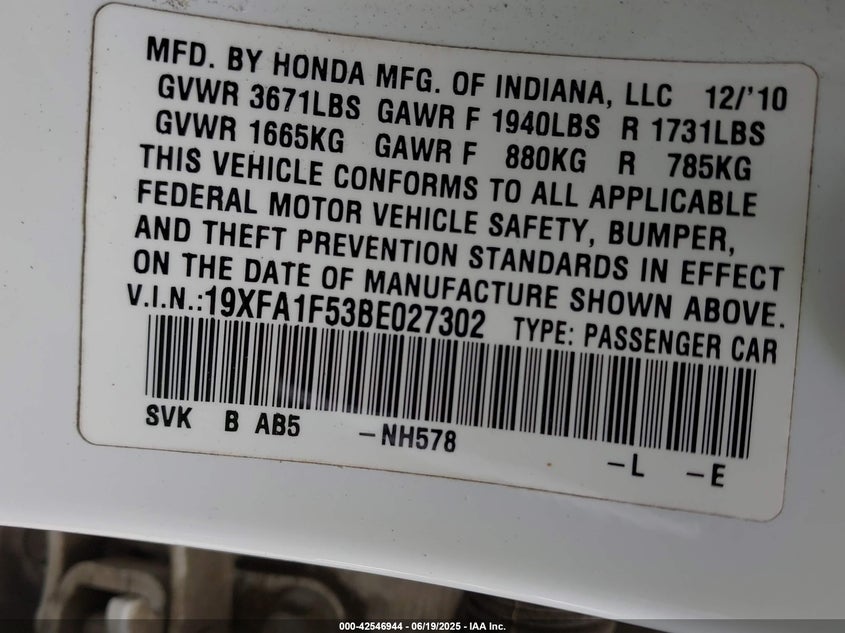 MFD. BY HONDA MFG. OF INDIANA, LLC 12/'10
GVWR 3671LBS GAWR F 1940LBS R 1731LBS
GVWR 1665KG GAWR F 880KG R 785KG
THIS VEHICLE CONFORMS TO ALL APPLICABLE
FEDERAL MOTOR VEHICLE SAFETY, BUMPER,
AND THEFT PREVENTION STANDARDS IN EFFECT
ON THE DATE OF MANUFACTURE SHOWN ABOVE.
V.I.N.:19XFA1F53BE027302 TYPE: PASSENGER CAR
SVK B AB5 -NH578 -L -E
000-42546944 - 06/19/2025 - IAA Inc.